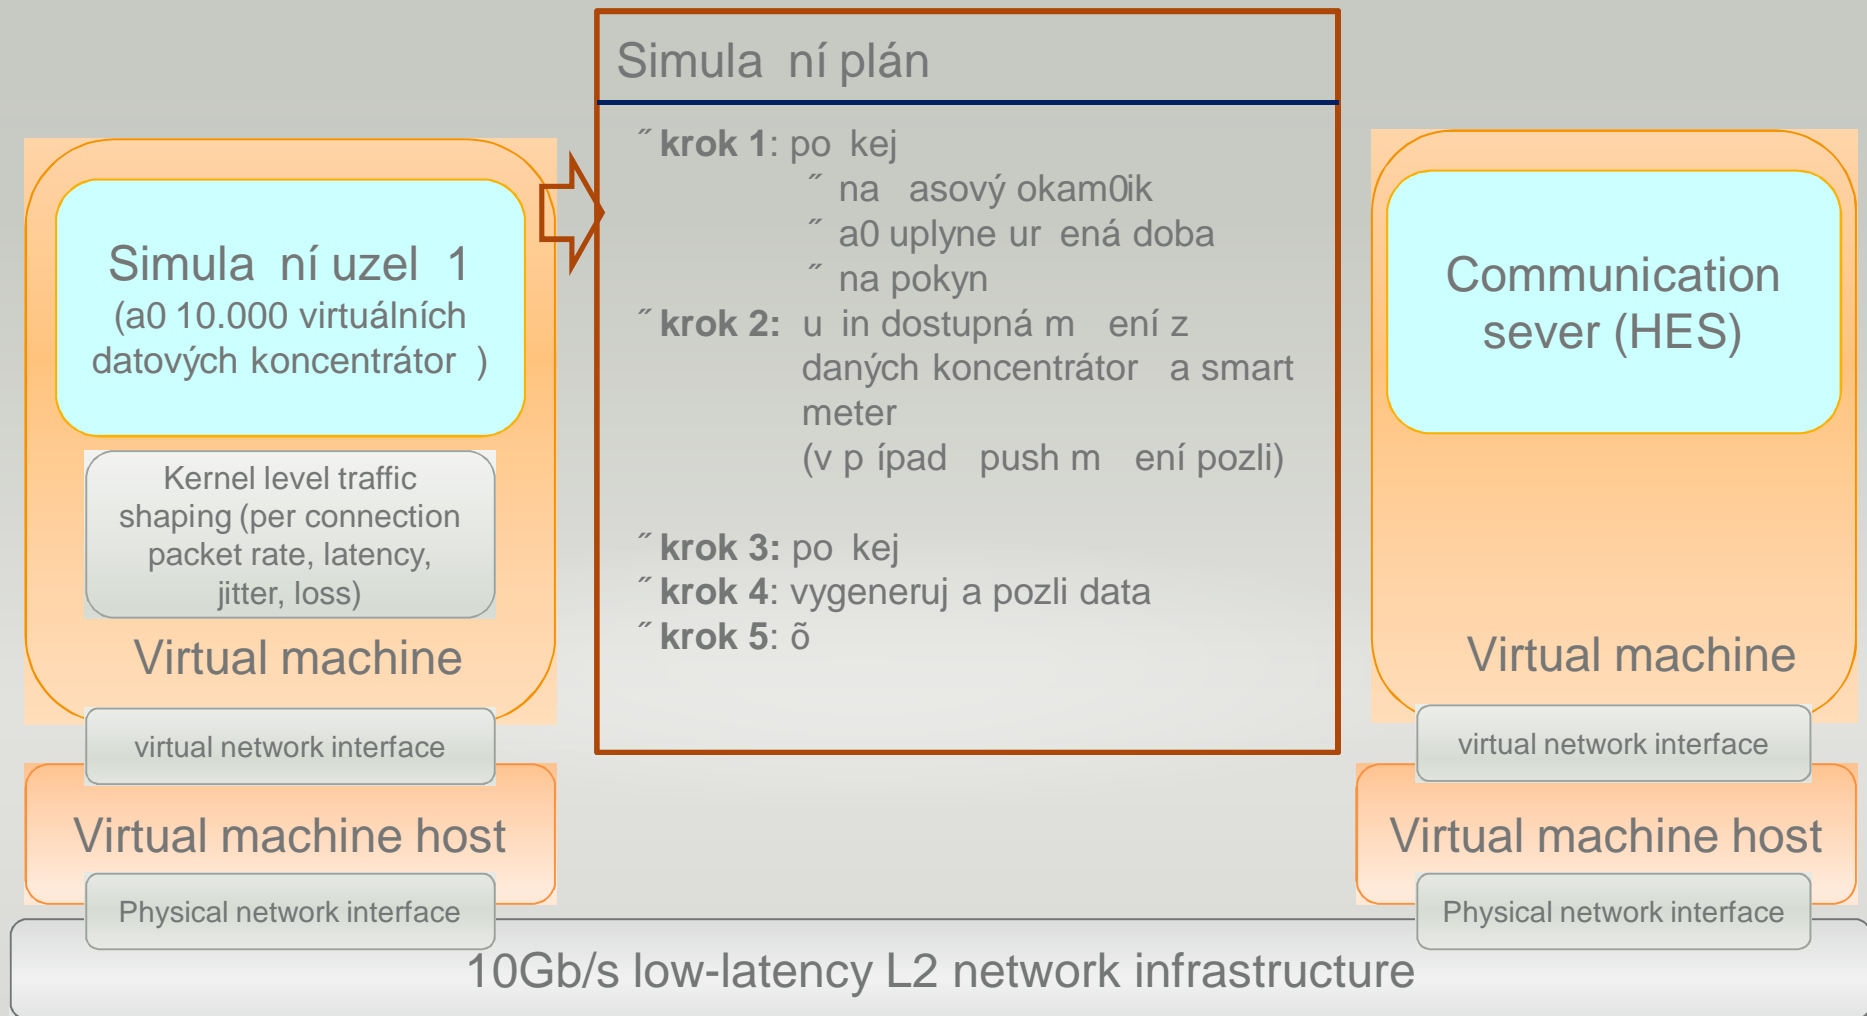 Simula ní plán
˝ krok 1: po kej
˝ na asový okam0ik
˝ a0 uplyne ur ená doba
˝ na pokyn
˝ krok 2: u in dostupná m ení z
daných koncentrátor a smart
meter
(v p ípad push m ení pozli)
˝ krok 3: po kej
˝ krok 4: vygeneruj a pozli data
˝ krok 5: õ
Simula ní uzel 1
(a0 10.000 virtuálních
datových koncentrátor )
Kernel level traffic
shaping (per connection
packet rate, latency,
jitter, loss)
Virtual machine
virtual network interface
Virtual machine host
Physical network interface
Communication
sever (HES)
Virtual machine
virtual network interface
Virtual machine host
Physical network interface
10Gb/s low-latency L2 network infrastructure